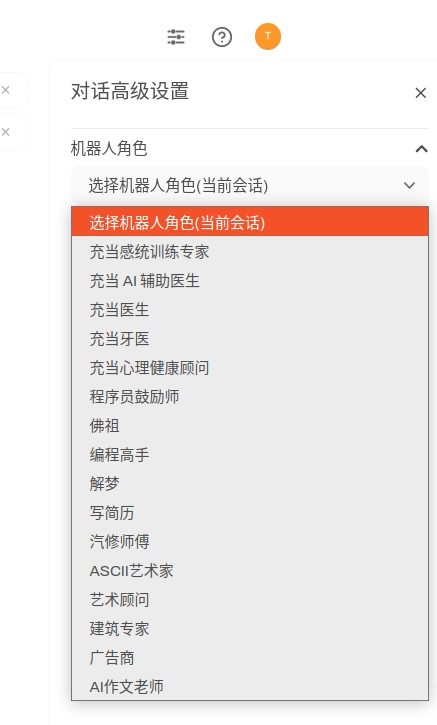 T
对话高级设置
机器人角色
选择机器人角色(当前会话)
选择机器人角色(当前会话)
充当感统训练专家
充当 AI 辅助医生
充当医生
充当牙医
充当心理健康顾问
程序员鼓励师
佛祖
编程高手
解梦
写简历
汽修师傅
ASCII艺术家
艺术顾问
建筑专家
广告商
AI作文老师